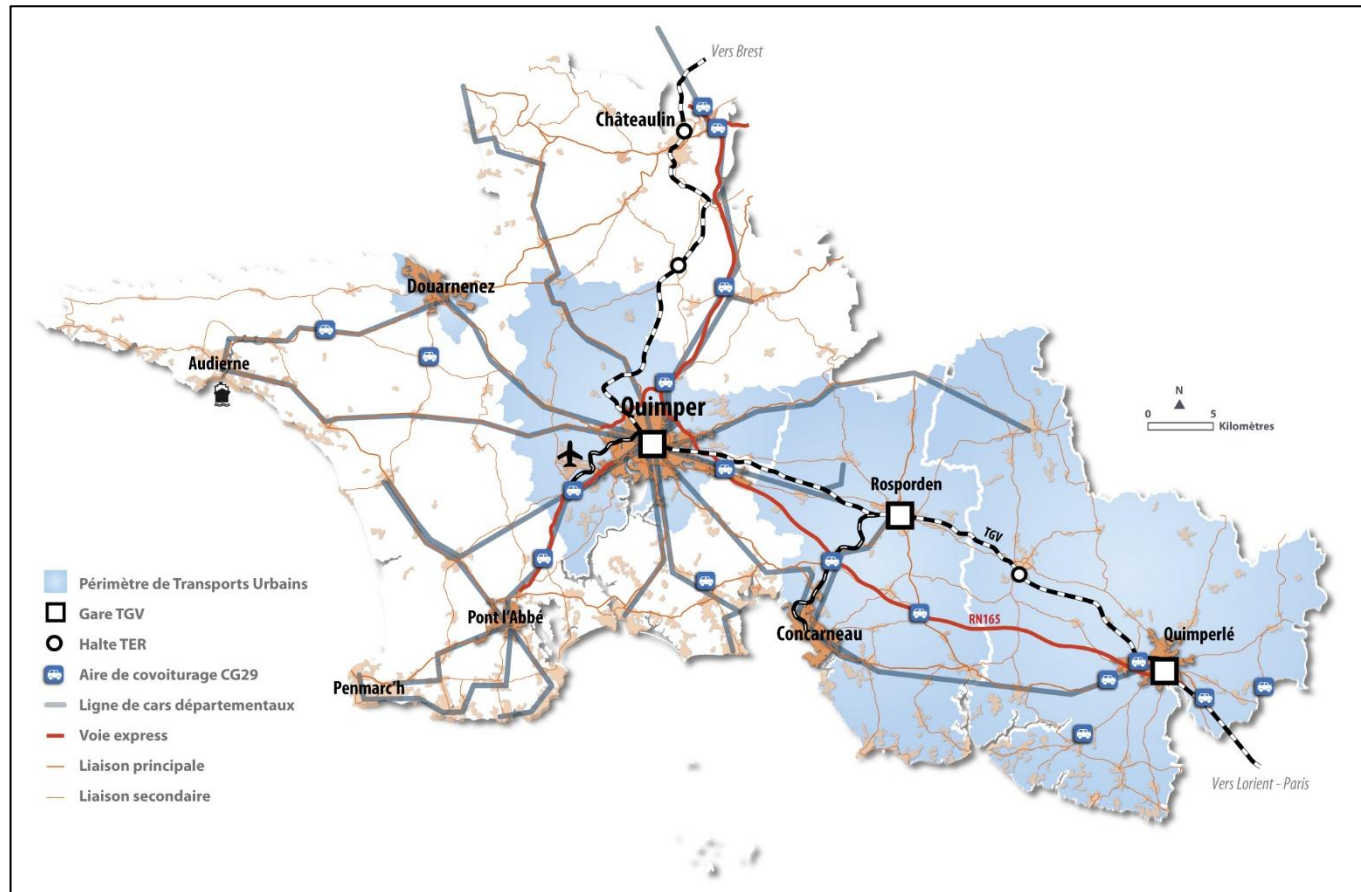 Vers Brest
Châteaulin
Douarnenez
Audierne
Quimper
N
0 5
Kilomètres
Rosporden
TGV
RN165
Pont l'Abbé
Concarneau
Quimperlé
Penmarc'h
Vers Lorient - Paris
Périmètre de Transports Urbains
Gare TGV
Halte TER
Aire de covoiturage CG29
Ligne de cars départementaux
Voie express
Liaison principale
Liaison secondaire